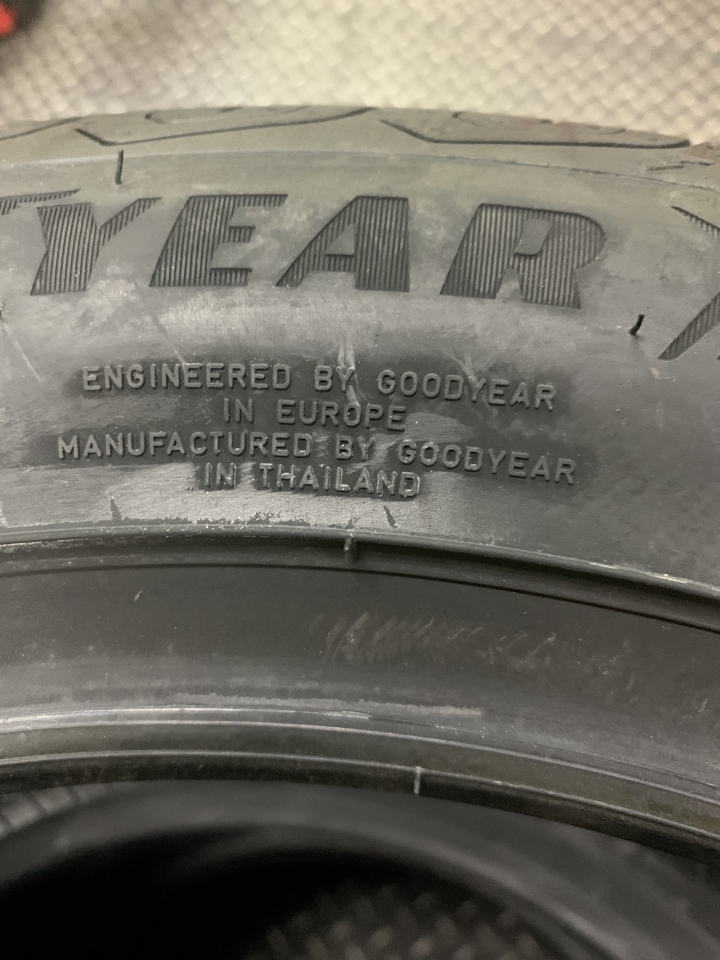 YEAR
ENGINEERED BY GOODYEAR
IN EUROPE
MANUFACTURED BY GOODYEAR
IN THAILAND